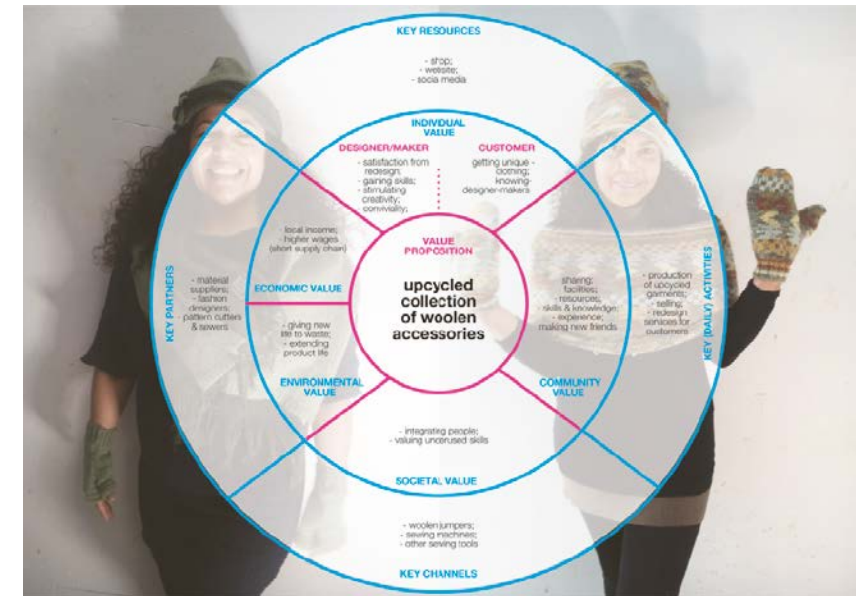 KEY RESOURCES
- shop;
- website;
- socia media
INDIVIDUAL
VALUE
DESIGNER/MAKER
- satisfaction from
redesign;
- gaining skills;
- stimulating
creativity;
- conviviality;
CUSTOMER
getting unique -
clothing;
knowing-
designer-makers
- local income;
- higher wages
(short supply chain)
ECONOMIC VALUE
VALUE
PROPOSITION
upcycled
collection
of woolen
accessories
KEY PARTNERS
- material
suppliers;
- fashion
designers;
- pattern cutters
& sewers
- giving new
life to waste;
- extending
product life
ENVIRONMENTAL
VALUE
sharing:
facilities;
- resources,
skills & knowledge;
- experience;
making new friends
COMMUNITY
VALUE
- production
of upcycled
garments;
- selling;
- redesign
services for
customers
KEY (DAILY) ACTIVITIES
- integrating people;
- valuing underused skills
SOCIETAL VALUE
- woolen jumpers;
- sewing machines;
- other sewing tools
KEY CHANNELS